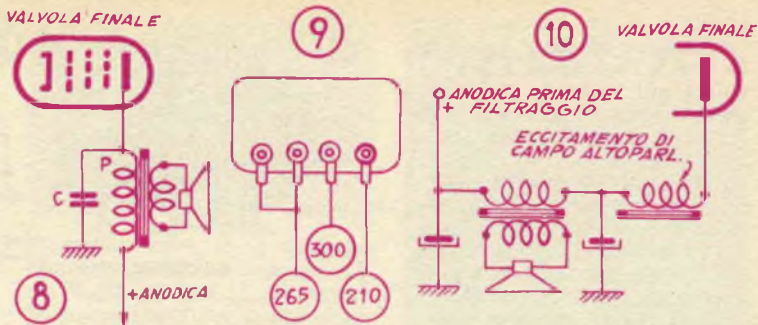 VALVOLA FINALE
P
C
+ANODICA
8
9
265
300
210
10
VALVOLA FINALE
ANODICA PRIMA DEL
+ FILTRAGGIO
ECCITAMENTO DI
CAMPO ALTOPARL.